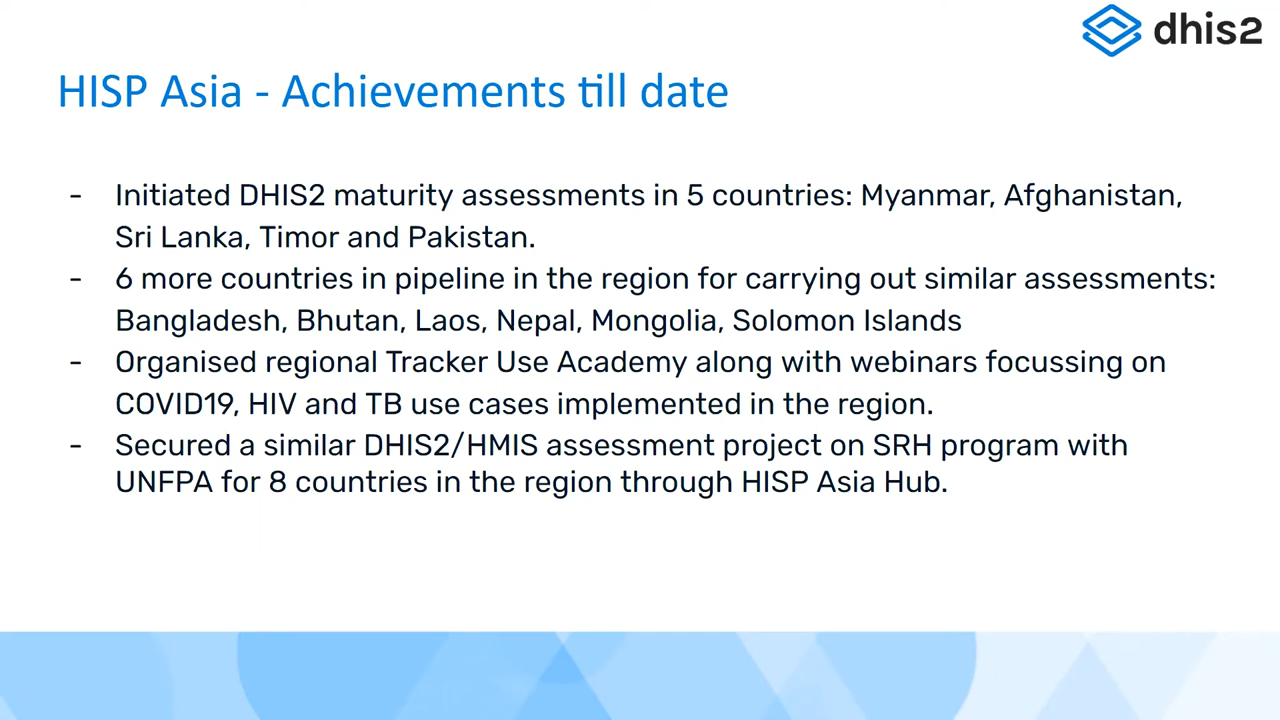 dhis2
HISP Asia - Achievements till date
- Initiated DHIS2 maturity assessments in 5 countries: Myanmar, Afghanistan,
Sri Lanka, Timor and Pakistan.
- 6 more countries in pipeline in the region for carrying out similar assessments:
Bangladesh, Bhutan, Laos, Nepal, Mongolia, Solomon Islands
- Organised regional Tracker Use Academy along with webinars focussing on
COVID19, HIV and TB use cases implemented in the region.
- Secured a similar DHIS2/HMIS assessment project on SRH program with
UNFPA for 8 countries in the region through HISP Asia Hub.